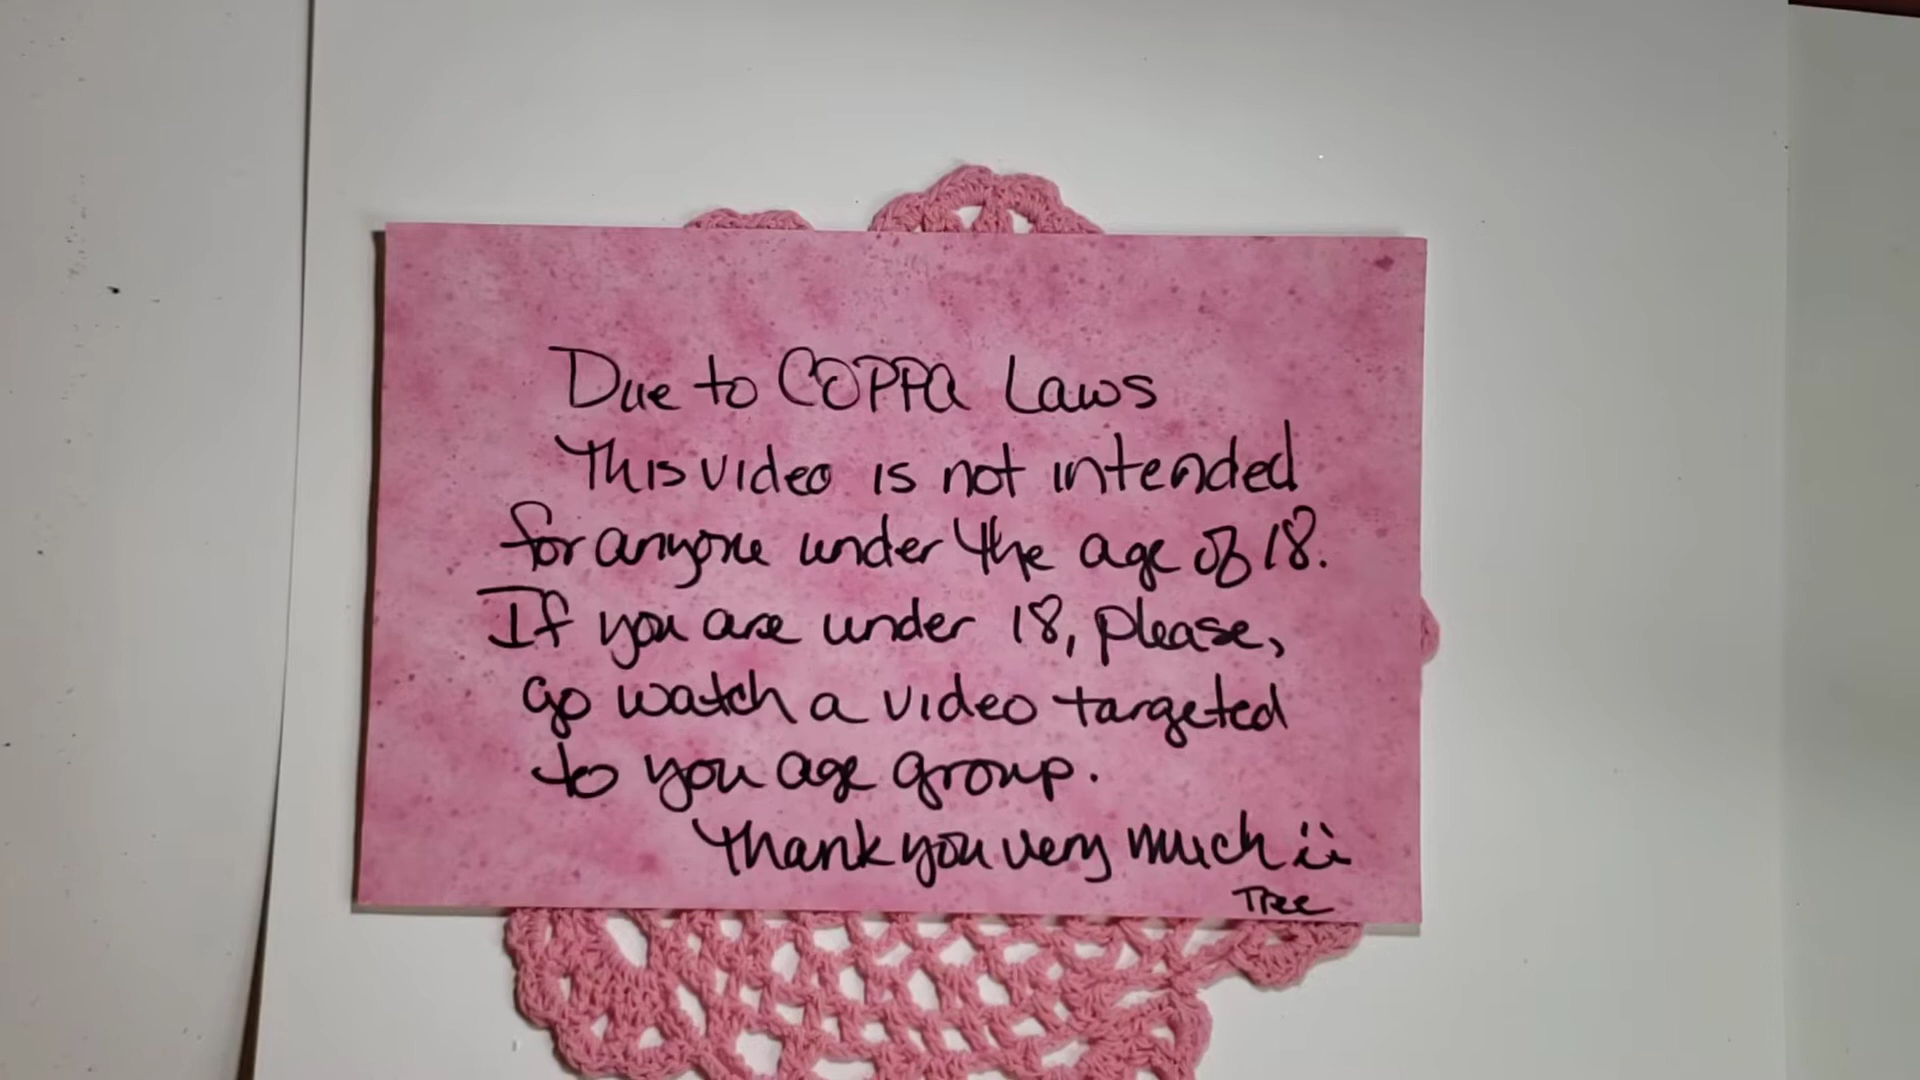 Due to COPPA Laws
This video is not intended
for anyone under the age of 18.
If you are under 18, please,
go watch a video targeted
to you age group.
Thank you very much ü
Tree